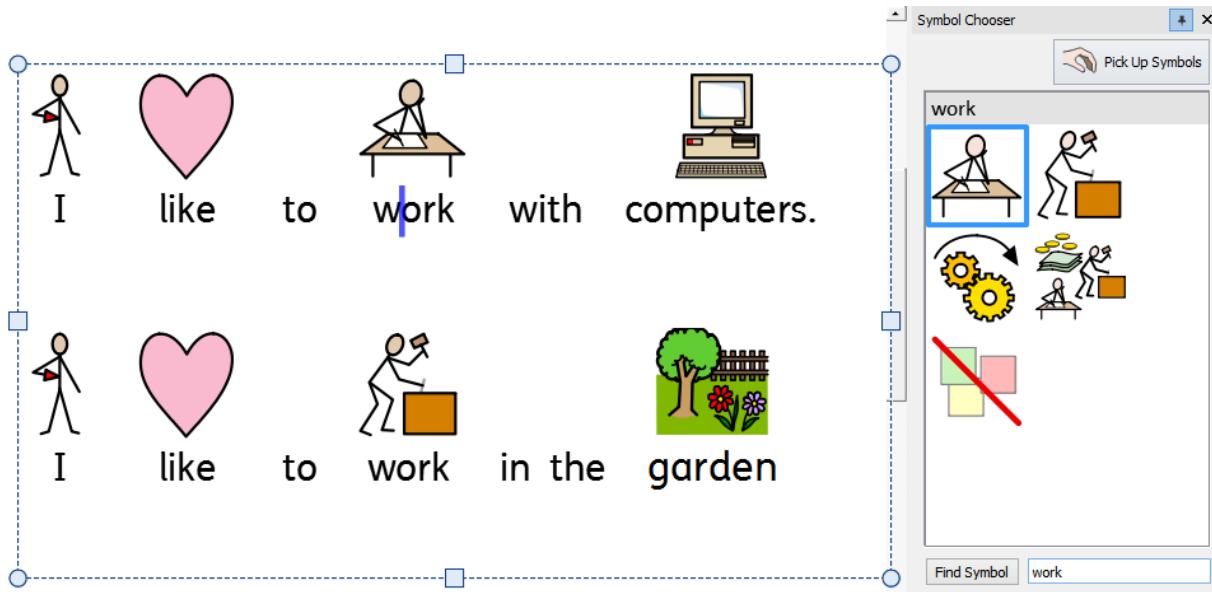 Symbol Chooser
Pick Up Symbols
work
I like to work with computers.
I like to work in the garden
Find Symbol work